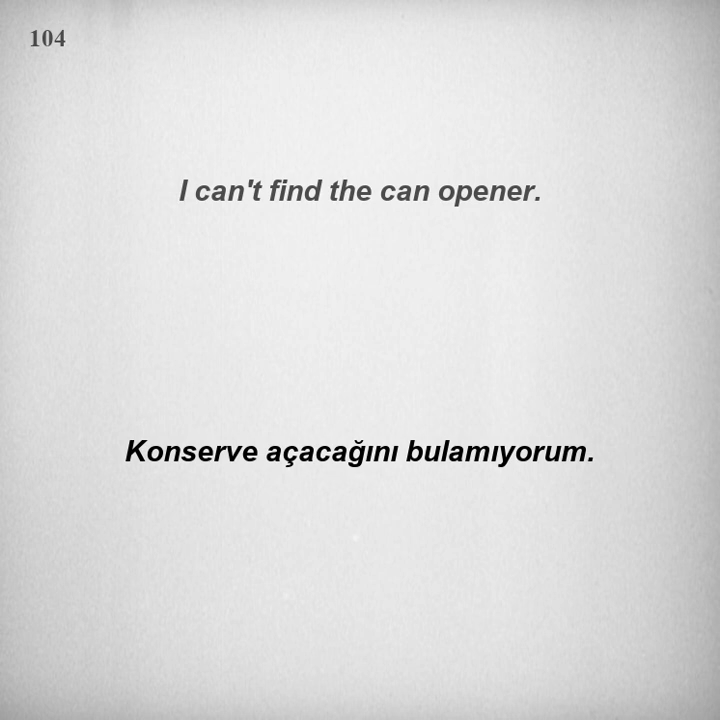 104
I can't find the can opener.
Konserve açacağını bulamıyorum.